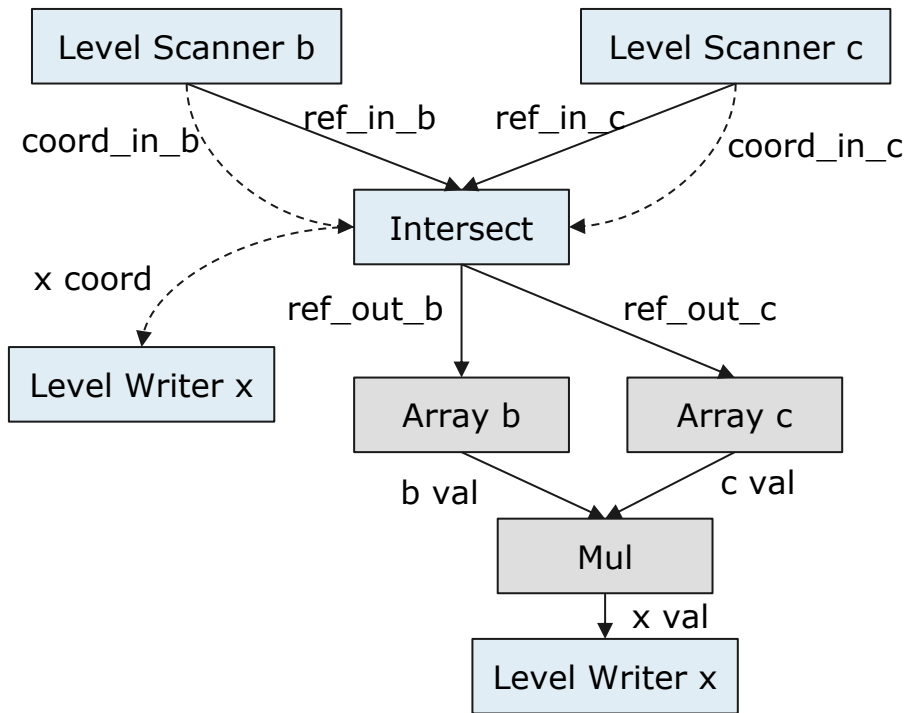 Level Scanner b
Level Scanner c
ref_in_b
ref_in_c
coord_in_b
coord_in_c
Intersect
x coord
ref_out_b
ref_out_c
Level Writer x
Array b
Array c
b val
c val
Mul
x val
Level Writer x